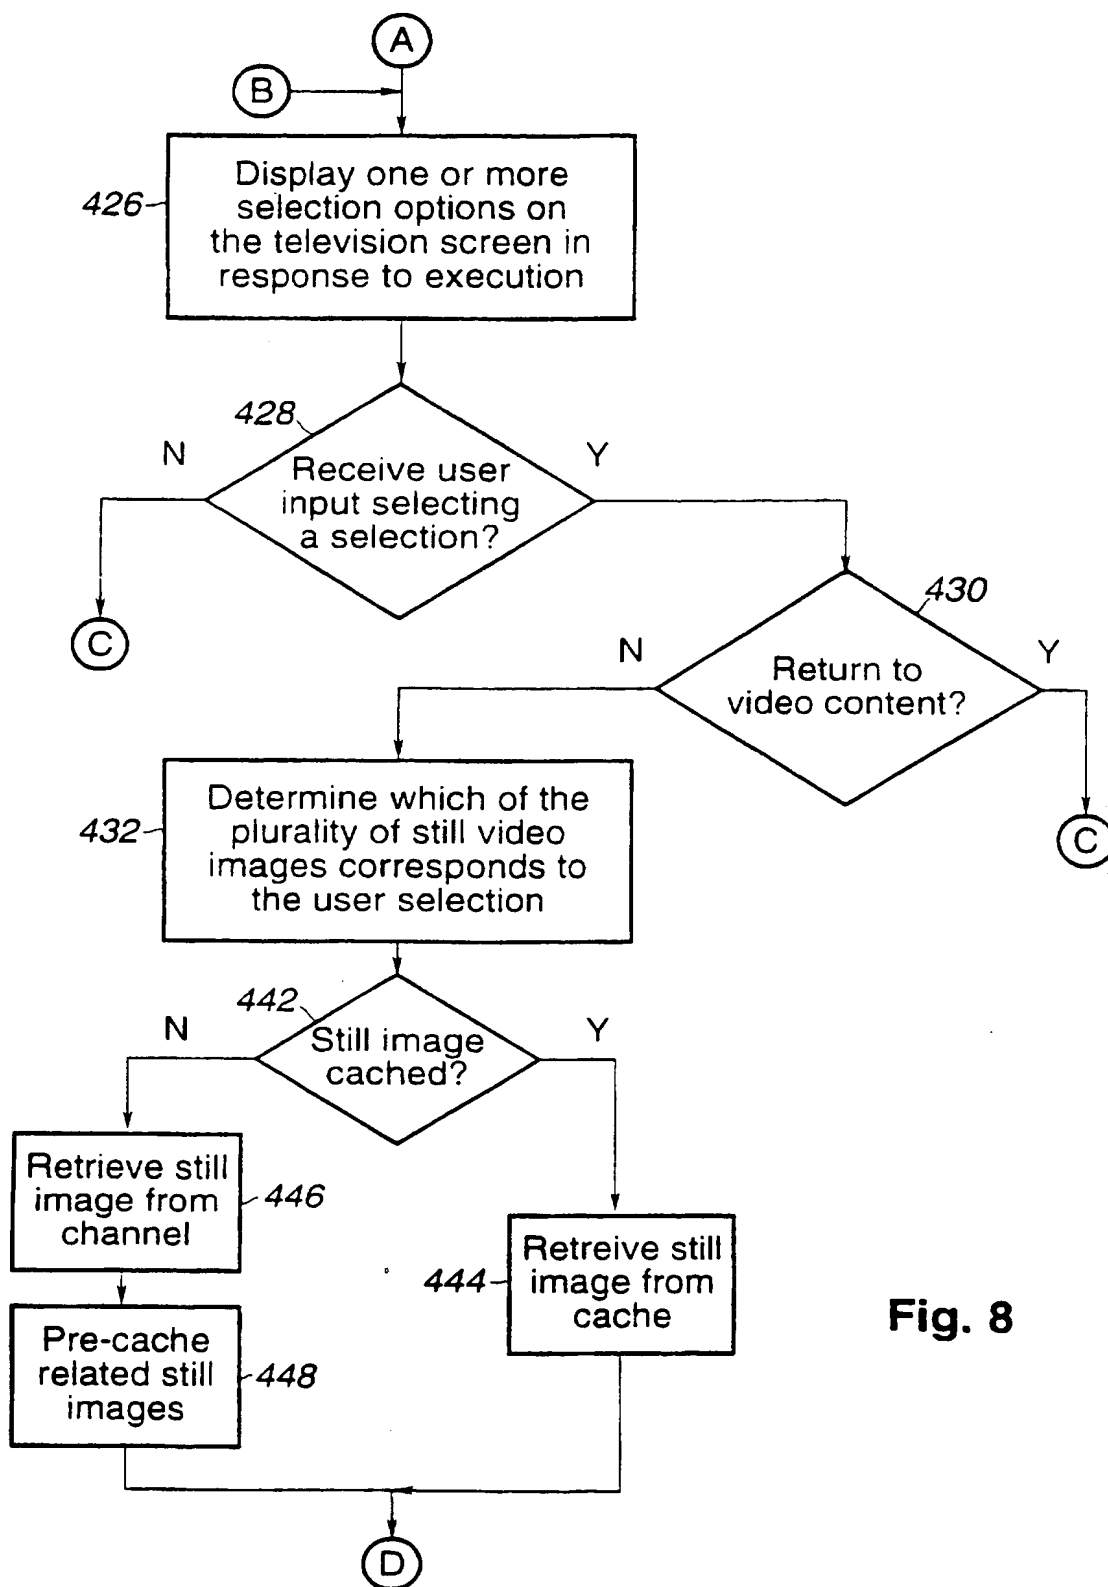 A
B
Display one or more
selection options on
the television screen in
response to execution
426
428
N
Y
Receive user
input selecting
a selection?
C
430
N
Y
Return to
video content?
C
Determine which of the
plurality of still video
images corresponds to
the user selection
432
442
N
Y
Still image
cached?
Retrieve still
image from
channel
446
Retreive still
image from
cache
444
Pre-cache
related still
images
448
D
Fig. 8